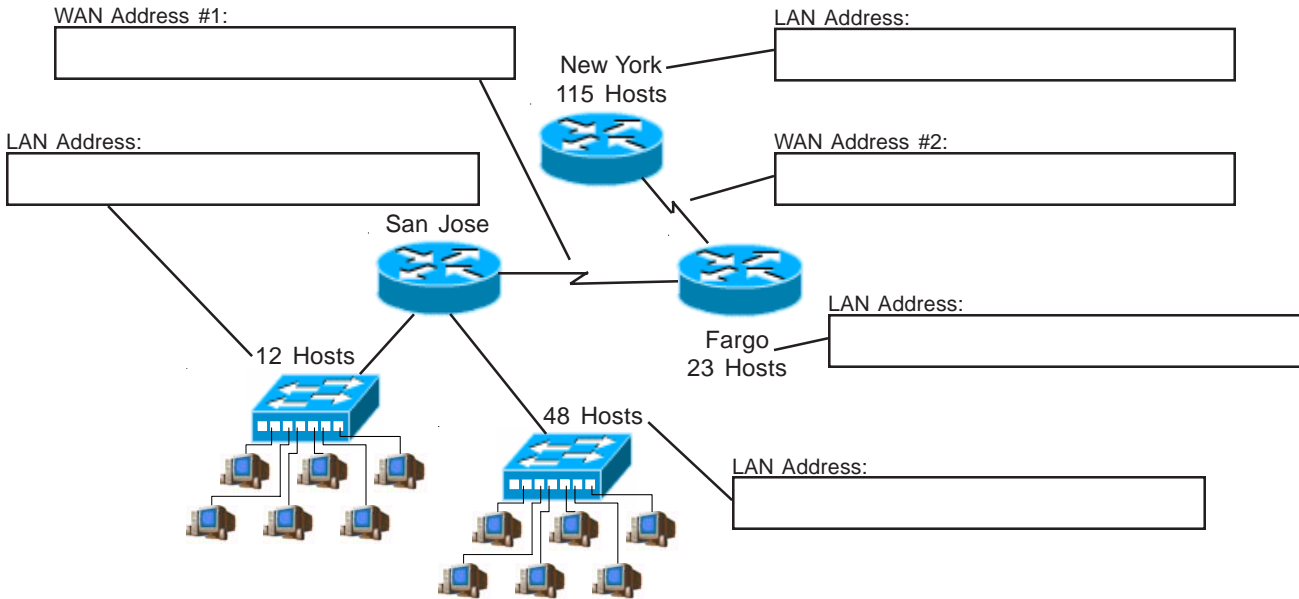 WAN Address #1:
LAN Address:
New York
115 Hosts
LAN Address:
WAN Address #2:
San Jose
LAN Address:
Fargo
23 Hosts
12 Hosts
48 Hosts
LAN Address: